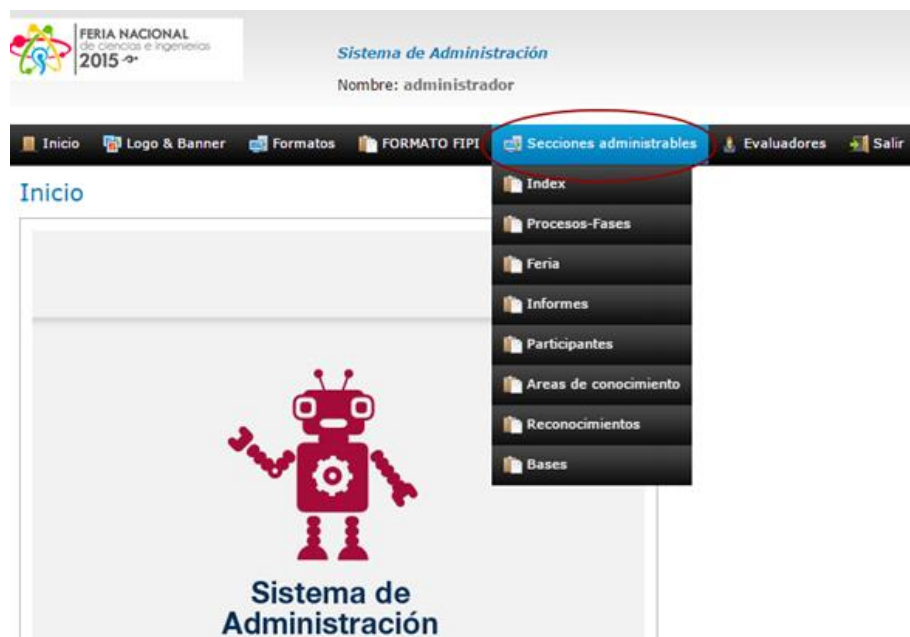 FERIA NACIONAL
de ciencias e ingenierías
2015
Sistema de Administración
Nombre: administrador
Inicio Logo & Banner Formatos FORMATO FIPI Secciones administrables Evaluadores Salir
Inicio
Index
Procesos-Fases
Feria
Informes
Participantes
Areas de conocimiento
Reconocimientos
Bases
Sistema de
Administración